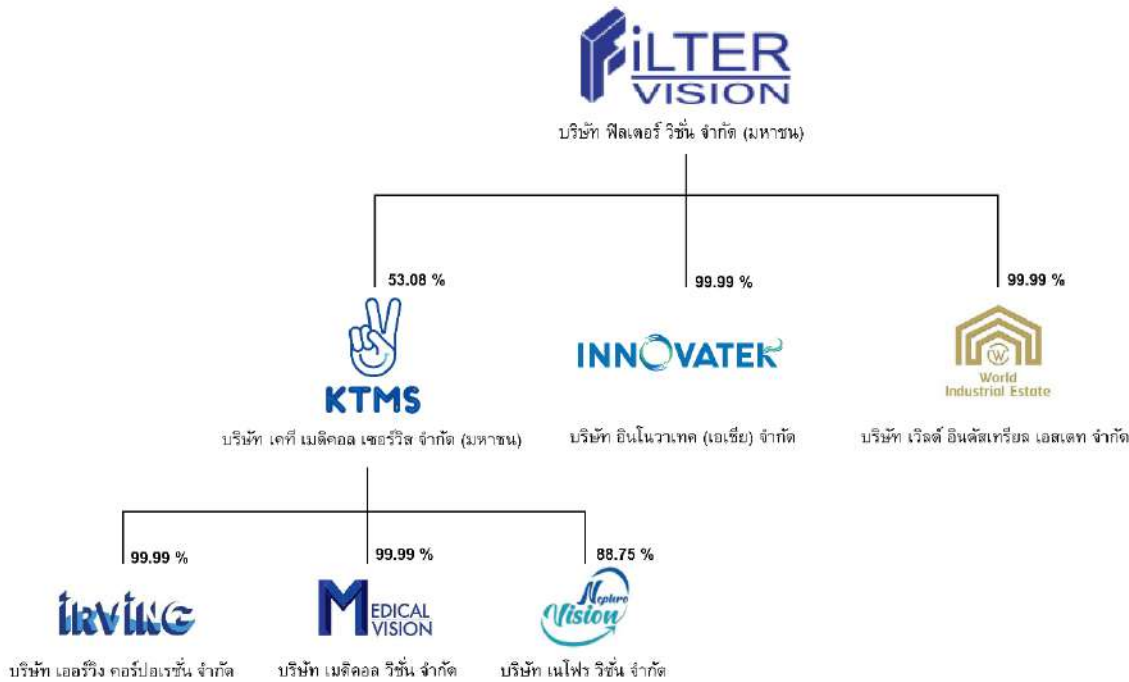 FiLTER
VISION
บริษัท ฟิลเตอร์ วิชั่น จำกัด (มหาชน)
53.08 %
99.99 %
99.99 %
KTMS
INNOVATEK
W
World
Industrial Estate
บริษัท เคที เมดิคอล เซอร์วิส จำกัด (มหาชน)
บริษัท อินโนวาเทค (เอเชีย) จำกัด
บริษัท เวิลด์ อินดัสเทรียล เอสเตท จำกัด
99.99 %
99.99 %
88.75 %
iRViNG
MEDICAL
VISION
Nephro
Vision
บริษัท เออร์วิง คอร์ปอเรชั่น จำกัด
บริษัท เมดิคอล วิชั่น จำกัด
บริษัท เนโฟร วิชั่น จำกัด